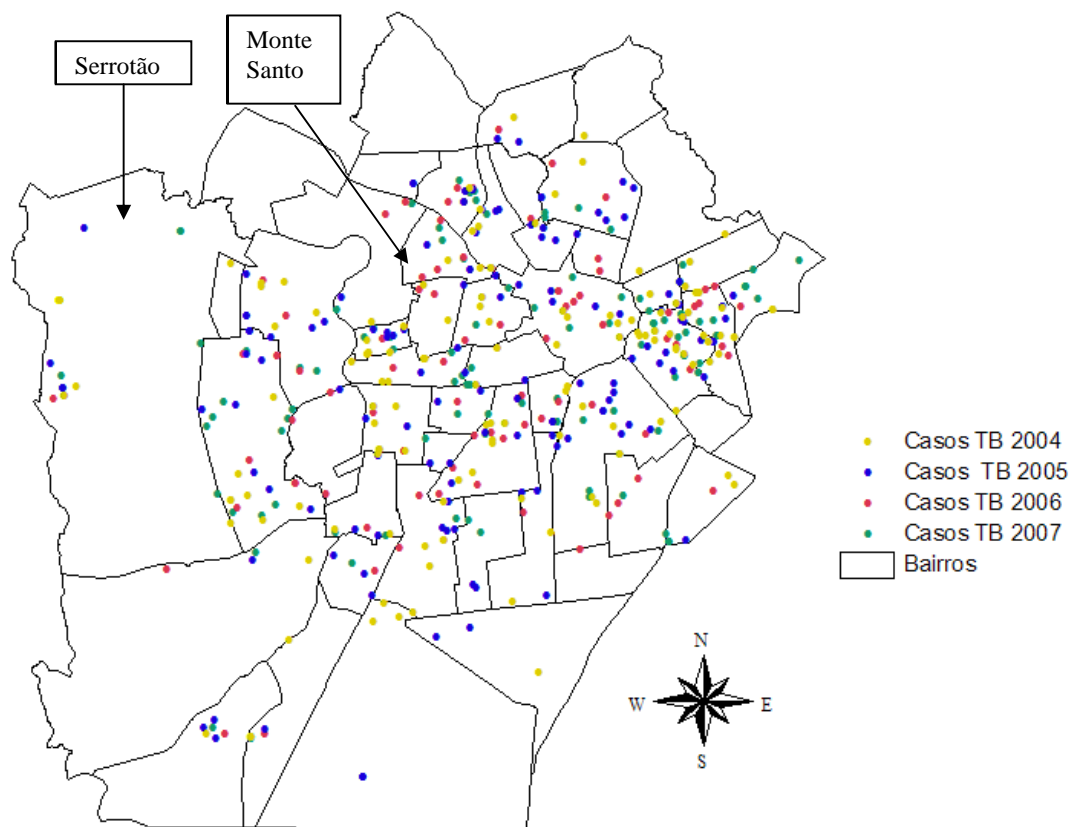 Serrotão
Monte
Santo
Casos TB 2004
Casos TB 2005
Casos TB 2006
Casos TB 2007
Bairros
N
W
E
S